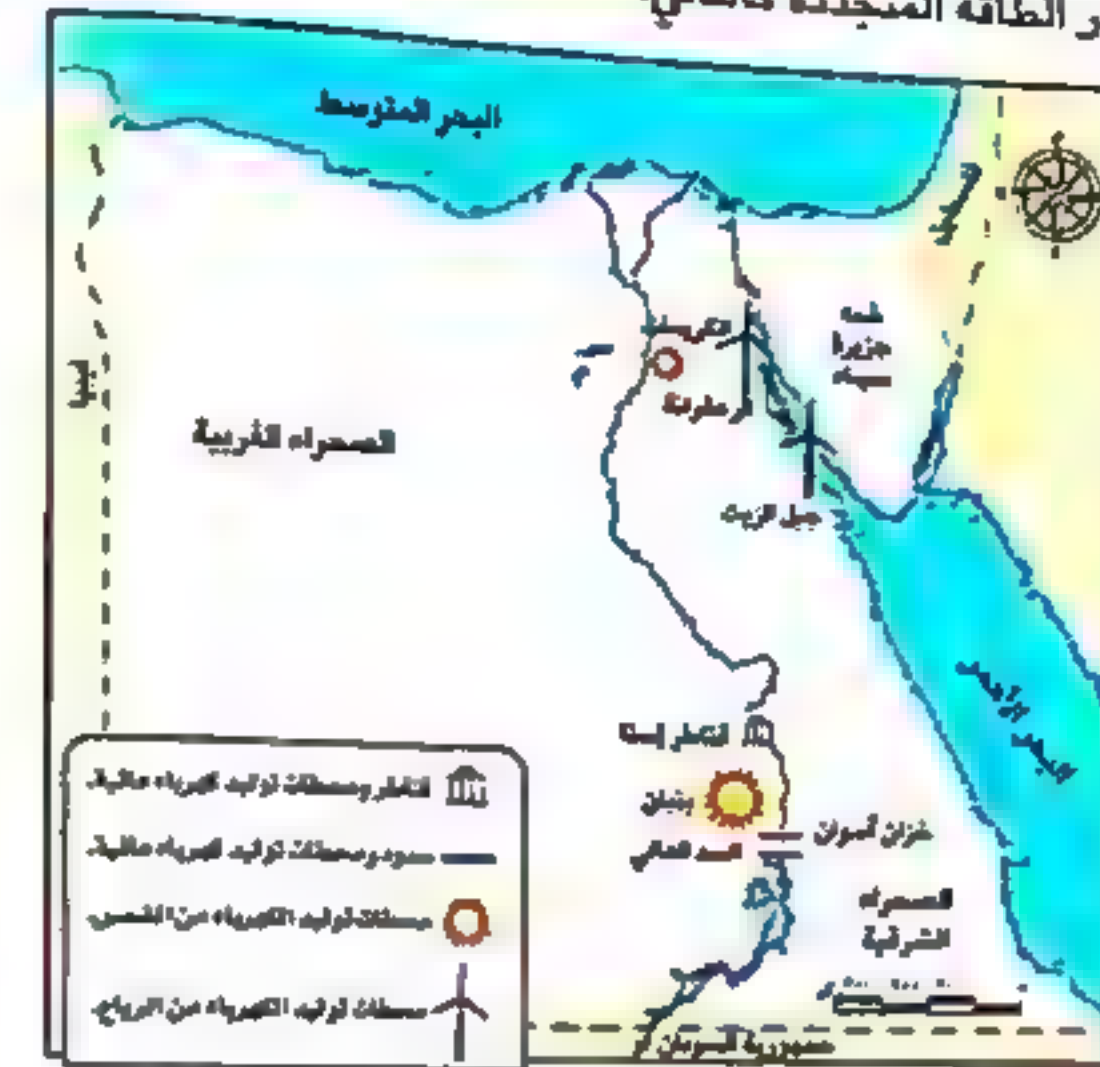 ر الطاقة المتجددة كالتالي:
البحر المتوسط
ليبيا
الصحراء الغربية
شبه
جزيرة
سيناء
الكريمات
جبل الزيت
البحر الأحمر
قناطر إسنا
بنبان
خزان أسوان
السد العالي
الصحراء
الشرقية
جمهورية السودان
قناطر ومحطات توليد كهرباء مائية.
سدود ومحطات توليد كهرباء مائية.
محطات توليد الكهرباء من الشمس.
محطات توليد الكهرباء من الرياح.